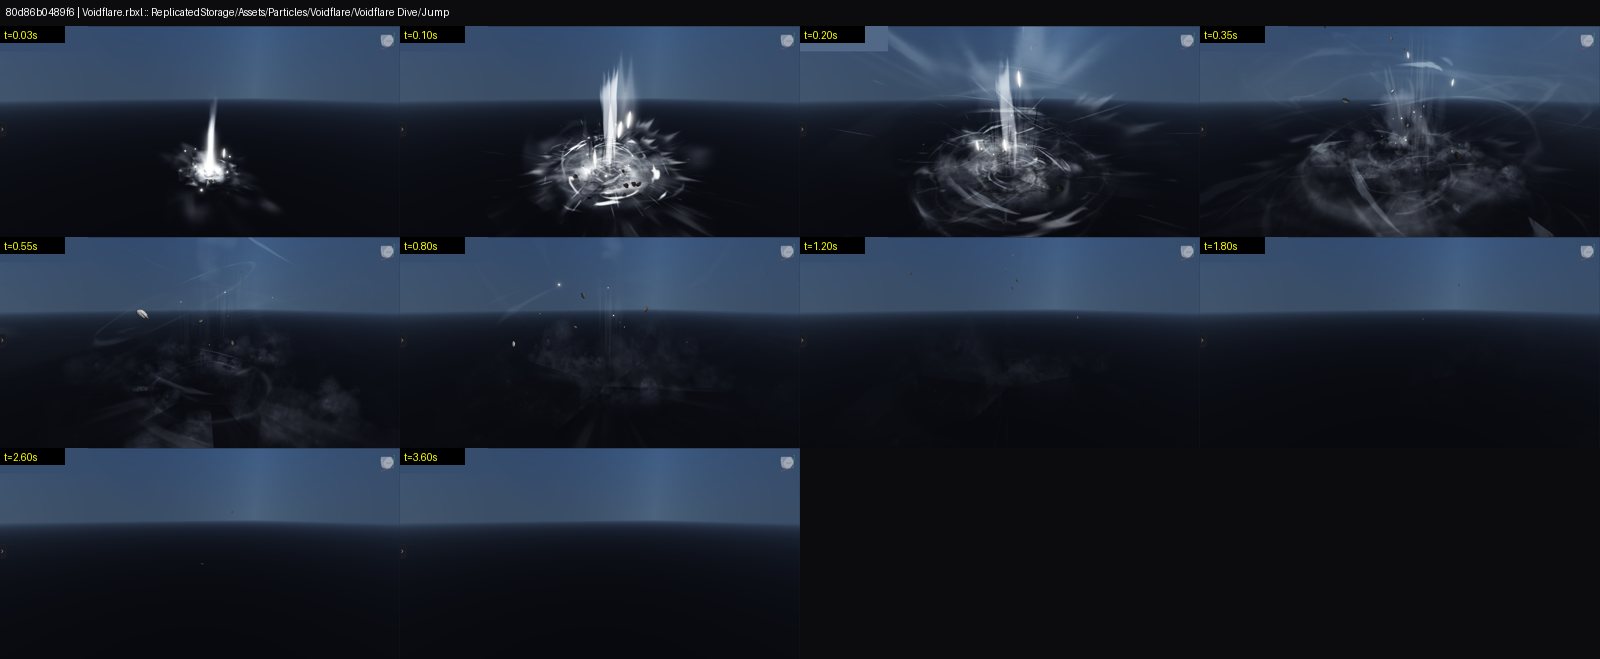 80d86b0489f6 | Voidflare.rbxl :: ReplicatedStorage/Assets/Particles/Voidflare/Voidflare Dive/Jump
t=0.03s
t=0.10s
t=0.20s
t=0.35s
t=0.55s
t=0.80s
t=1.20s
t=1.80s
t=2.60s
t=3.60s